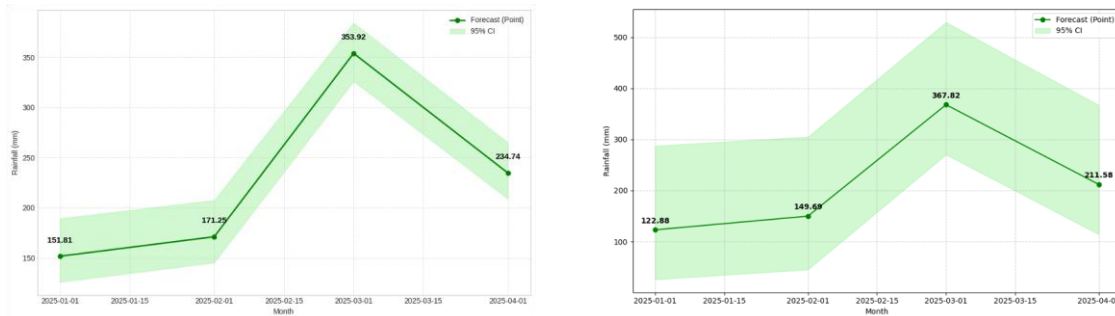 Forecast (Point)
95% CI
353.92
350
300
Rainfall (mm)
250
234.74
200
171.25
151.81
150
2025-01-01 2025-01-15 2025-02-01 2025-02-15 2025-03-01 2025-03-15 2025-04-01
Month
Forecast (Point)
95% CI
500
400
367.82
300
Rainfall (mm)
211.58
200
149.69
122.88
100
2025-01-01 2025-01-15 2025-02-01 2025-02-15 2025-03-01 2025-03-15 2025-04-0
Month